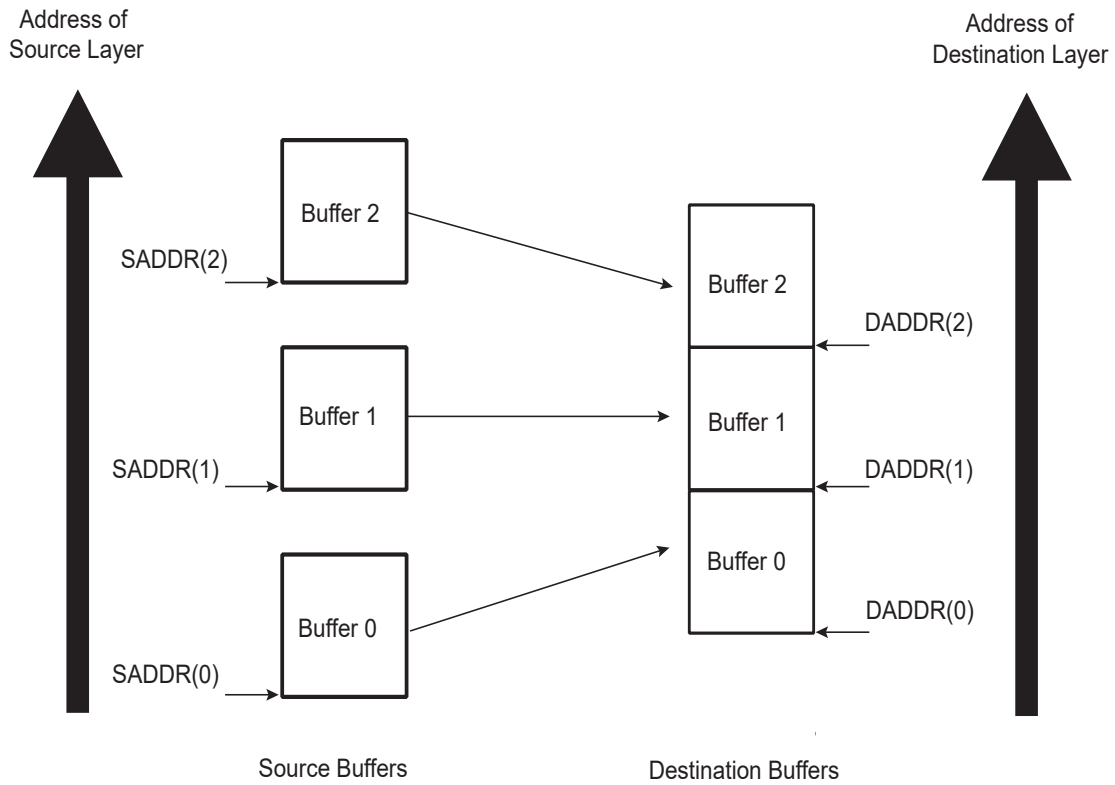 Address of
Source Layer
Address of
Destination Layer
Buffer 2
SADDR(2)
Buffer 2
DADDR(2)
Buffer 1
Buffer 1
SADDR(1)
DADDR(1)
Buffer 0
Buffer 0
DADDR(0)
SADDR(0)
Source Buffers
Destination Buffers